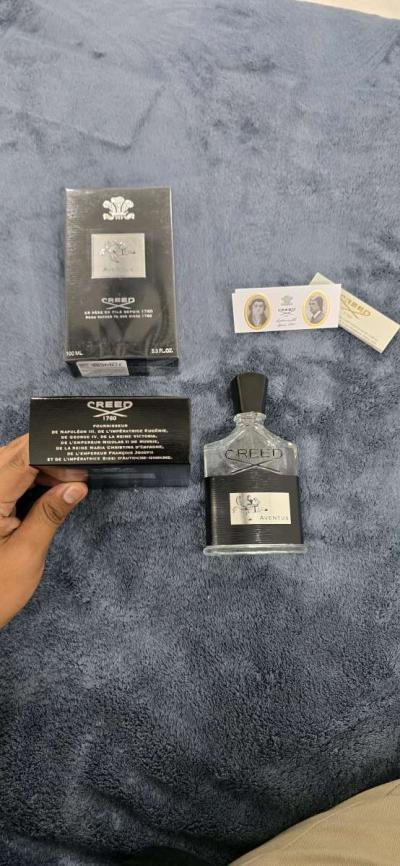 AVENTUS
CREED
DE PÈRE EN FILS DEPUIS 1760
FROM FATHER TO SON SINCE 1760
100 ML
3.3 FL.OZ.
CREED
CREED
1760
FOURNISSEUR
DE NAPOLÉON III, DE L'IMPÉRATRICE EUGÉNIE,
DE GEORGE IV, DE LA REINE VICTORIA,
DE L'EMPEREUR NICOLAS II DE RUSSIE,
DE LA REINE MARIA CHRISTINA D'ESPAGNE,
DE L'EMPEREUR FRANÇOIS JOSEPH
ET DE L'IMPÉRATRICE SISSI D'AUTRICHE-HONGRIE.
CREED
AVENTUS